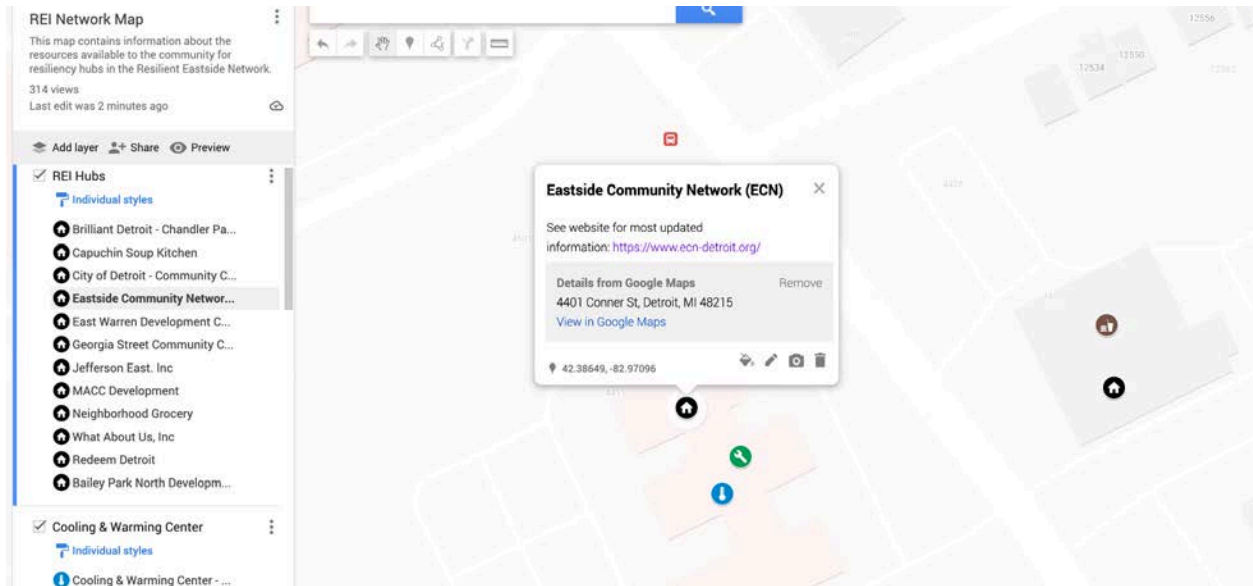 REI Network Map
This map contains information about the
resources available to the community for
resiliency hubs in the Resilient Eastside Network.
314 views
Last edit was 2 minutes ago
Add layer Share Preview
REI Hubs
Individual styles
Brilliant Detroit - Chandler Pa...
Capuchin Soup Kitchen
City of Detroit - Community C...
Eastside Community Networ...
East Warren Development C...
Georgia Street Community C...
Jefferson East. Inc
MACC Development
Neighborhood Grocery
What About Us, Inc
Redeem Detroit
Bailey Park North Developm...
Cooling & Warming Center
Individual styles
Cooling & Warming Center - ...
Eastside Community Network (ECN)
See website for most updated
information: https://www.ecn-detroit.org/
Details from Google Maps Remove
4401 Conner St, Detroit, MI 48215
View in Google Maps
42.38649, -82.97096
12556
12550
12534